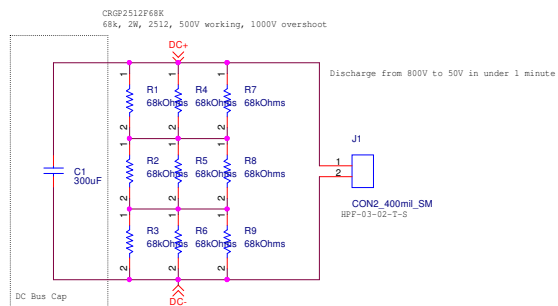 CRGP2512F68K
68k, 2W, 2512, 500V working, 1000V overshoot
DC+
Discharge from 800V to 50V in under 1 minute
1 1 1
R1 R4 R7
68kOhms 68kOhms 68kOhms
2 2 2
J1
1 1 1
1
2
R2 R5 R8
C1
68kOhms 68kOhms 68kOhms
300uF
2 2 2
CON2_400mil_SM
HPF-03-02-T-S
1 1 1
R3 R6 R9
68kOhms 68kOhms 68kOhms
2 2 2
DC Bus Cap
DC-